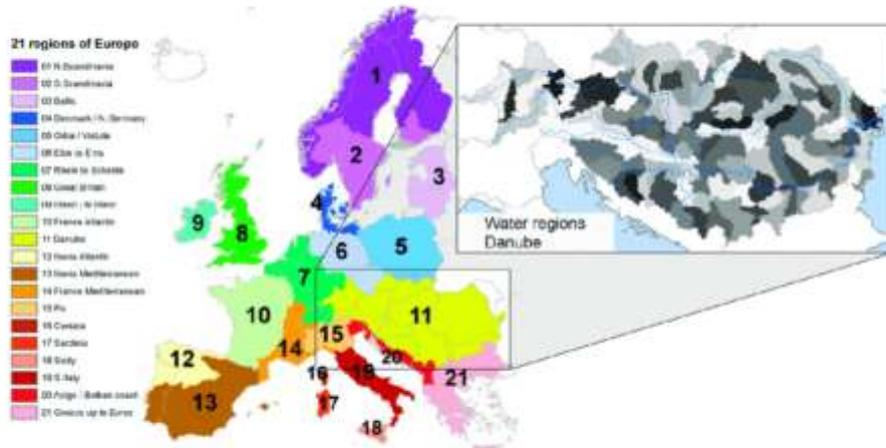 21 regions of Europe
01 N.Scandinavia
02 S.Scandinavia
03 Baltic
04 Denmark / N. Germany
05 Odra / Vistula
06 Elbe to Ems
07 Rhine to Schelde
08 Great Britain
09 Ireland
10 France Atlantic
11 Danube
12 Iberia Atlantic
13 Iberia Mediterranean
14 France Mediterranean
15 Po
16 Corsica
17 Sardinia
18 Sicily
19 S.Italy
20 Adige / Balkan coast
21 Greece up to Evros
1
2
3
4
5
6
7
8
9
10
11
12
13
14
15
16
17
18
19
20
21
Water regions
Danube